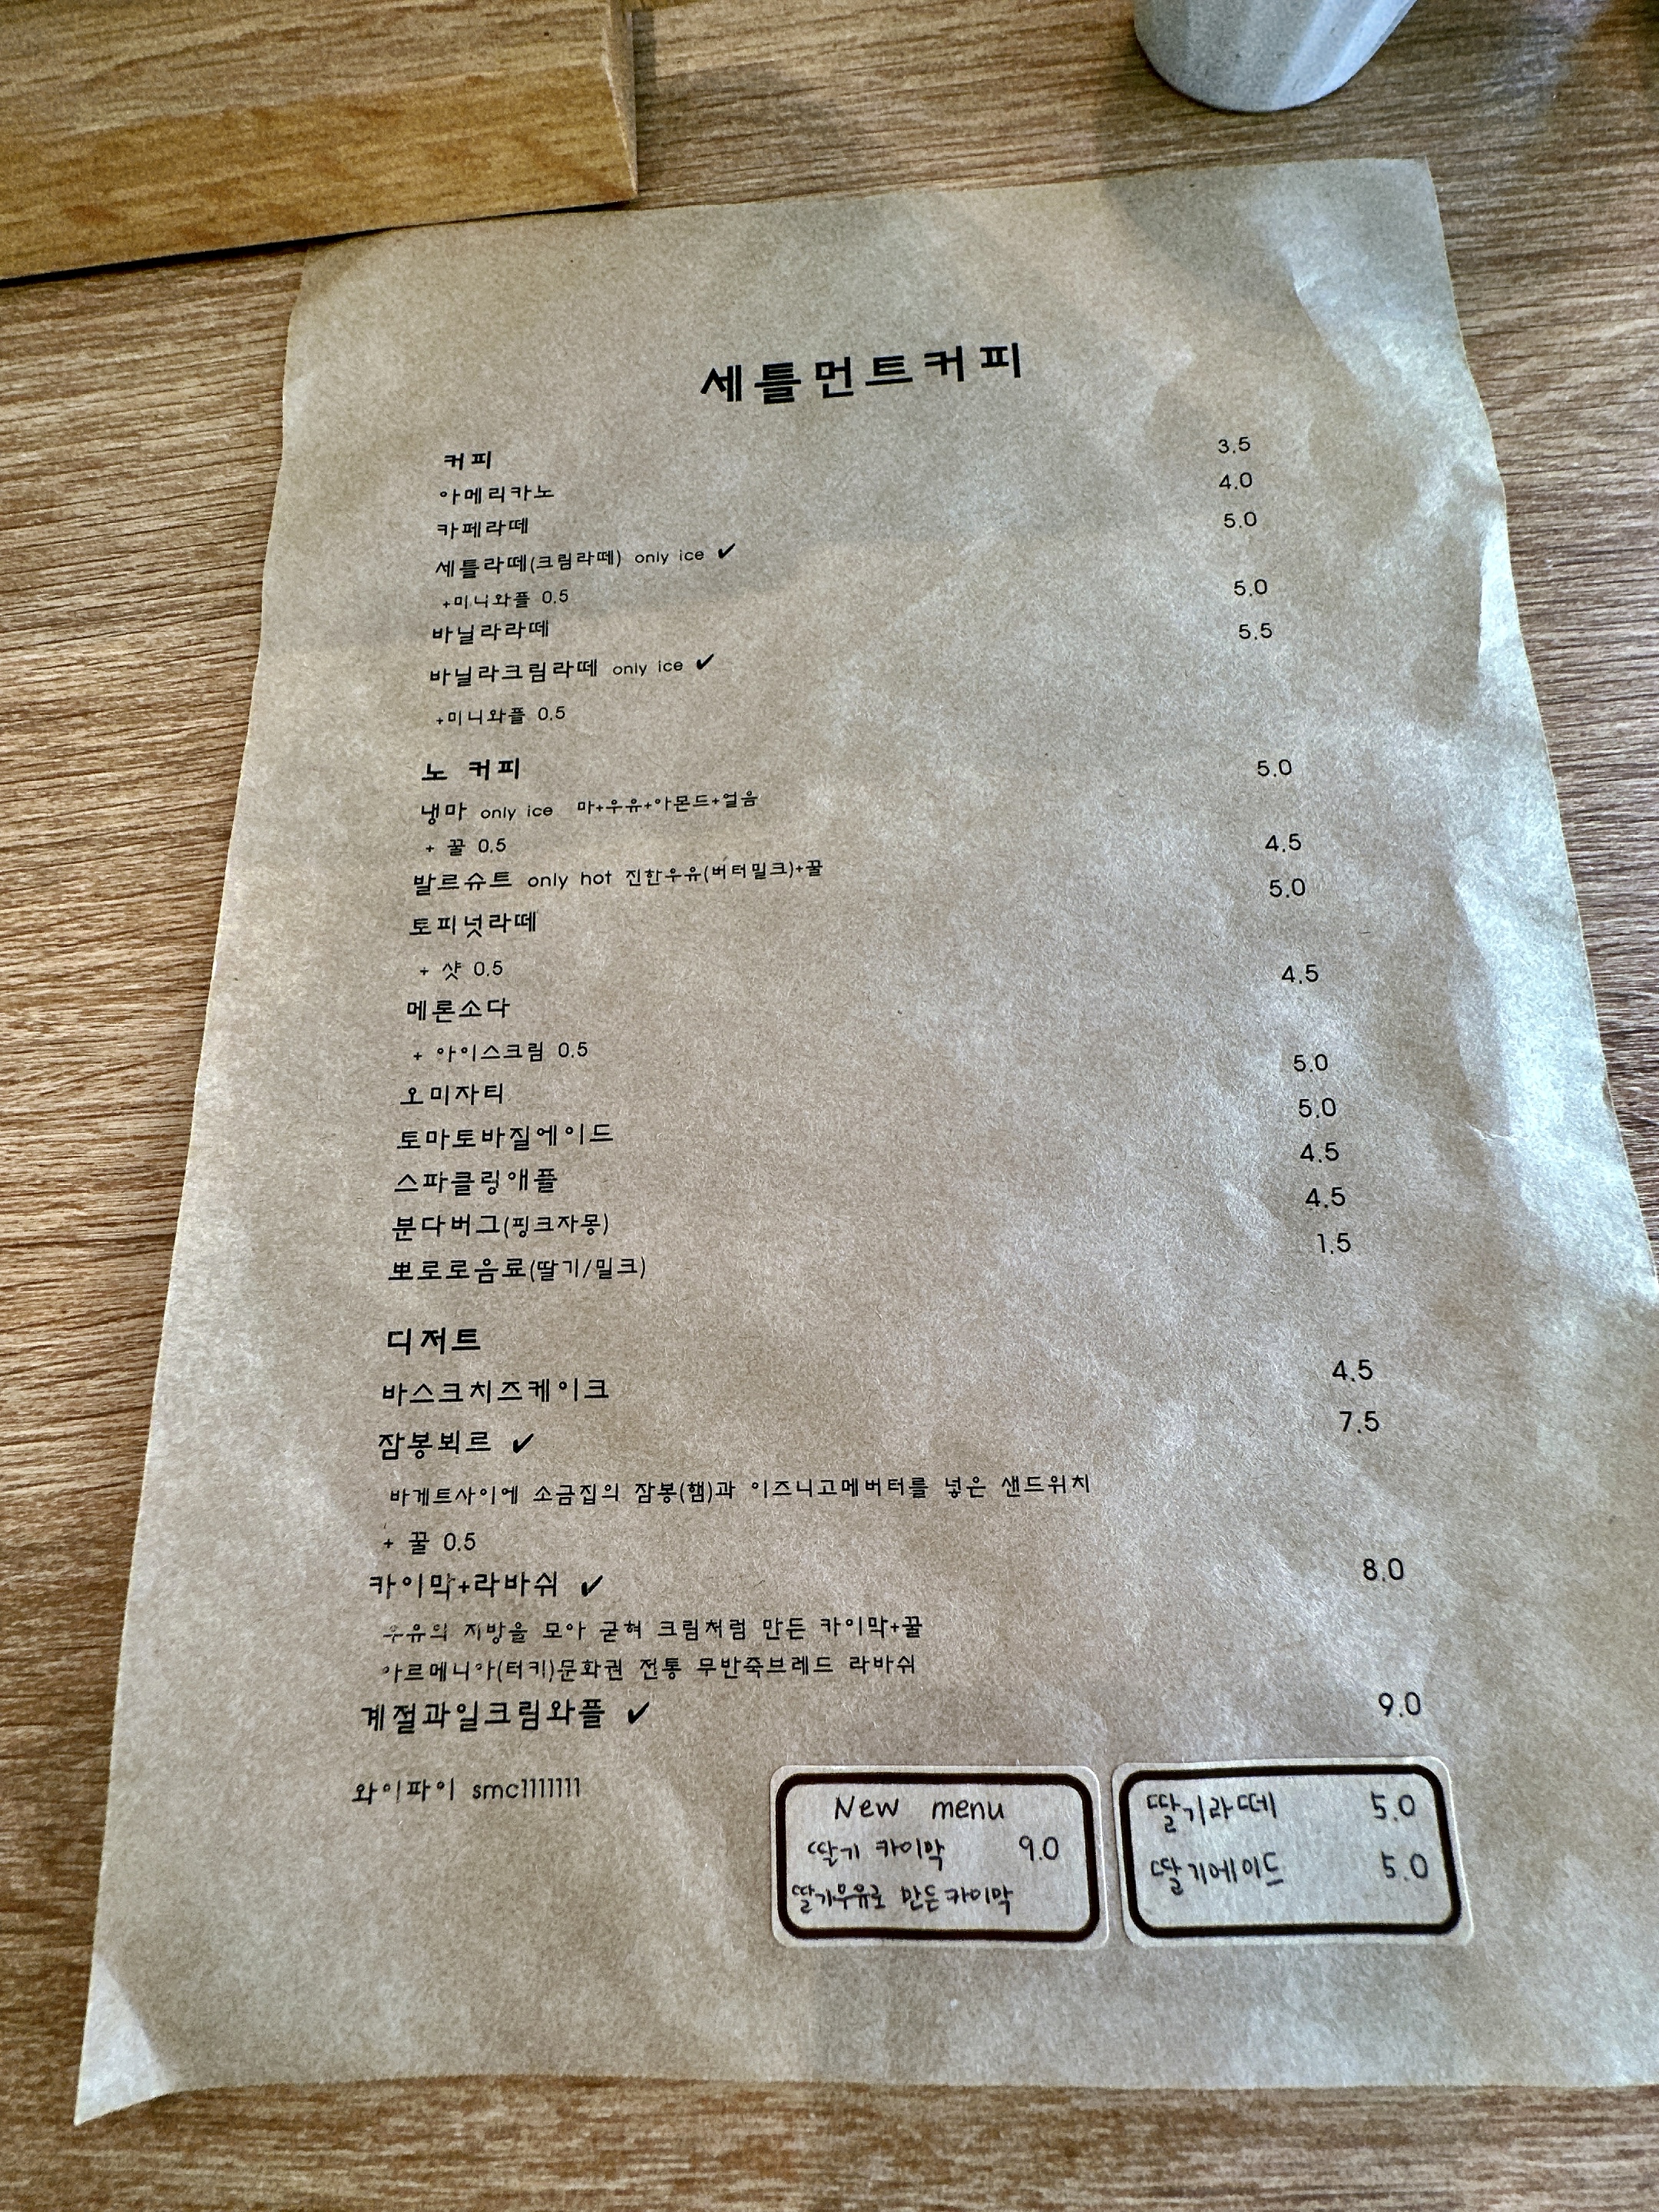 세틀먼트커피
커피
아메리카노 3.5
카페라떼 4.0
세틀라떼(크림라떼) only ice ✔ 5.0
+미니와플 0.5
바닐라라떼 5.0
바닐라크림라떼 only ice ✔ 5.5
+미니와플 0.5
노 커피
냉마 only ice 마+우유+아몬드+얼음 5.0
+ 꿀 0.5
발르슈트 only hot 진한우유(버터밀크)+꿀 4.5
토피넛라떼 5.0
+ 샷 0.5
메론소다 4.5
+ 아이스크림 0.5
오미자티 5.0
토마토바질에이드 5.0
스파클링애플 4.5
분다버그(핑크자몽) 4.5
뽀로로음료(딸기/밀크) 1.5
디저트
바스크치즈케이크 4.5
잠봉뵈르 ✔ 7.5
바게트사이에 소금집의 잠봉(햄)과 이즈니고메버터를 넣은 샌드위치
+ 꿀 0.5
카이막+라바쉬 ✔ 8.0
우유의 지방을 모아 굳혀 크림처럼 만든 카이막+꿀
아르메니아(터키)문화권 전통 무반죽브레드 라바쉬
계절과일크림와플 ✔ 9.0
와이파이 smc1111111
New menu
딸기 카이막 9.0
딸기우유로 만든 카이막
딸기라떼 5.0
딸기에이드 5.0